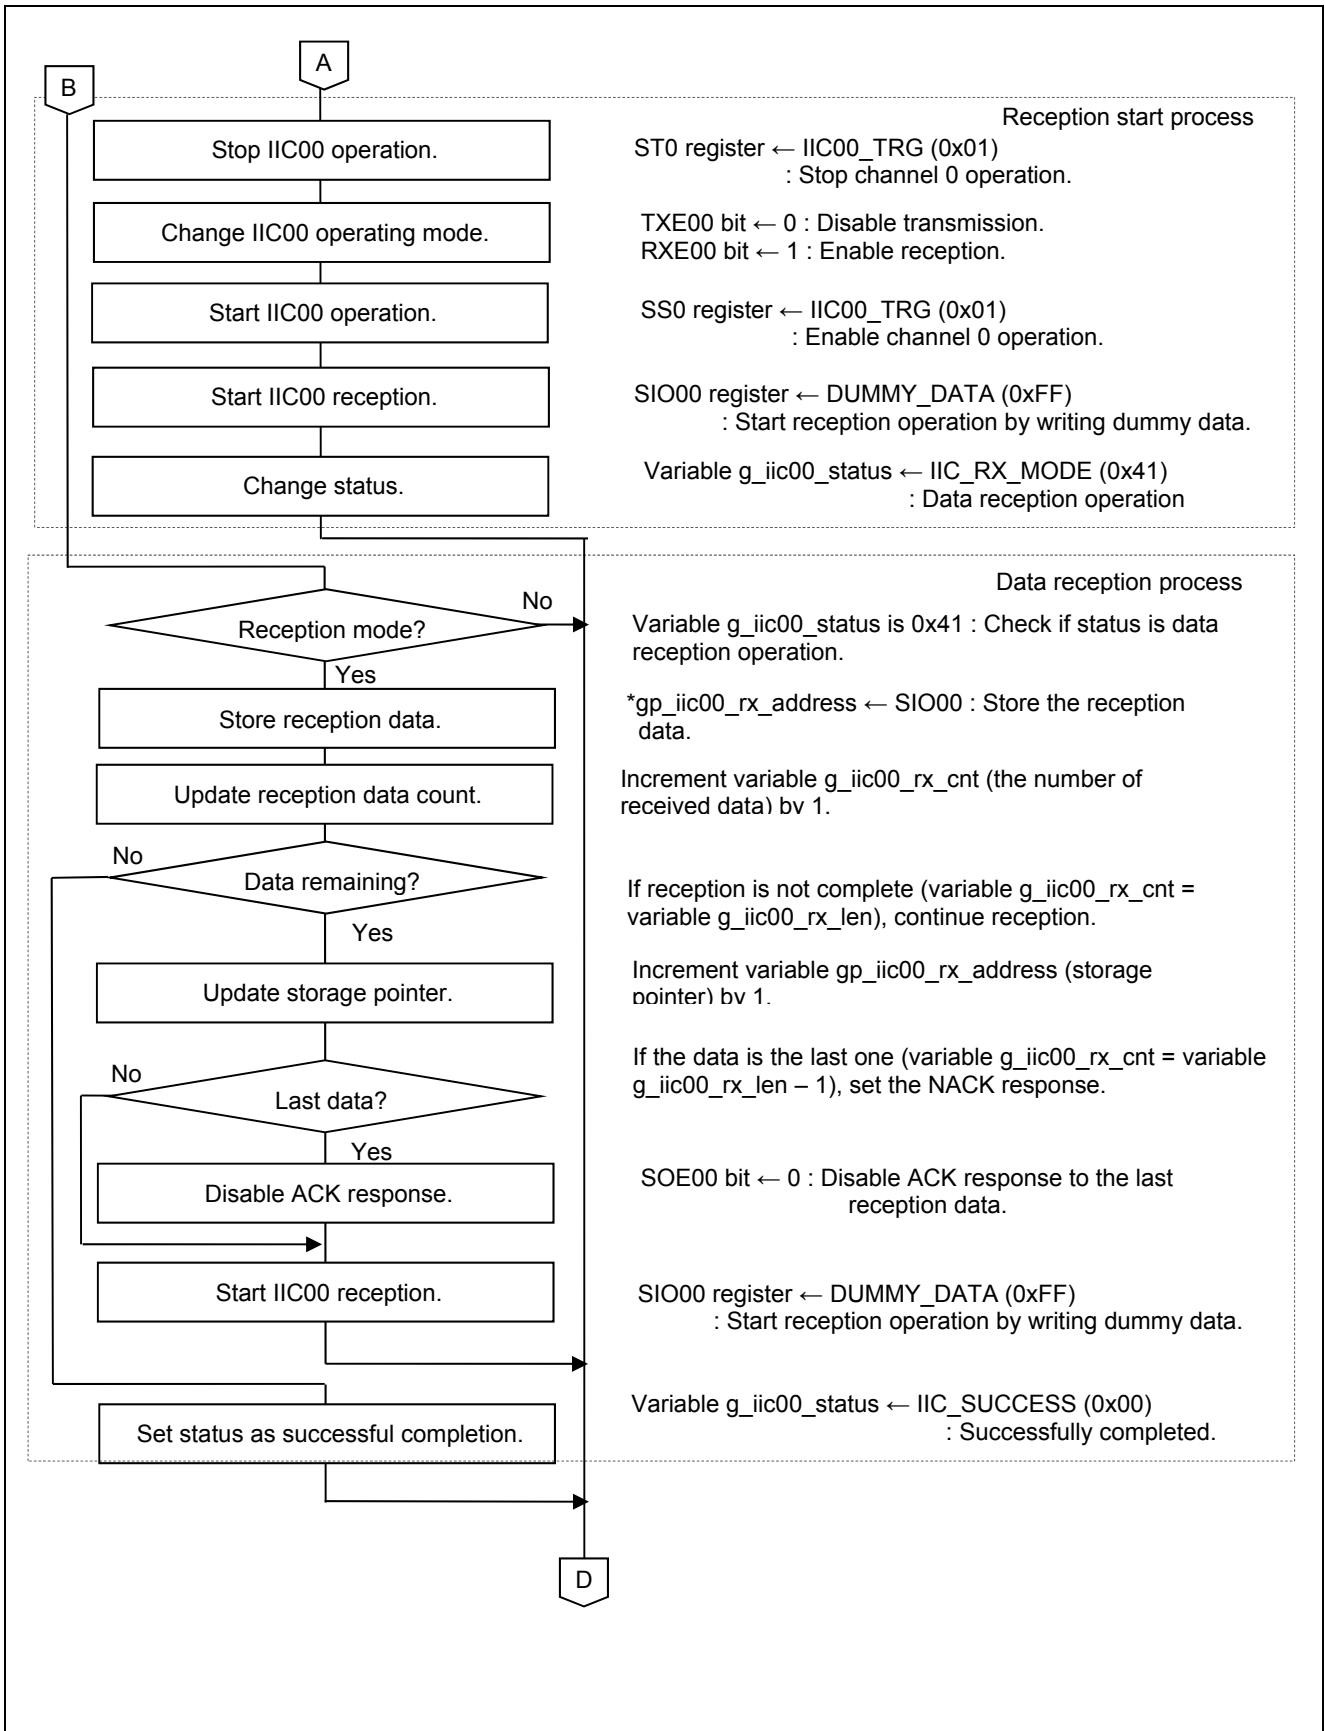 A
B
Reception start process
Stop IIC00 operation.
ST0 register ← IIC00_TRG (0x01)
: Stop channel 0 operation.
Change IIC00 operating mode.
TXE00 bit ← 0 : Disable transmission.
RXE00 bit ← 1 : Enable reception.
Start IIC00 operation.
SS0 register ← IIC00_TRG (0x01)
: Enable channel 0 operation.
Start IIC00 reception.
SIO00 register ← DUMMY_DATA (0xFF)
: Start reception operation by writing dummy data.
Change status.
Variable g_iic00_status ← IIC_RX_MODE (0x41)
: Data reception operation
Data reception process
No
Reception mode?
Variable g_iic00_status is 0x41 : Check if status is data
reception operation.
Yes
Store reception data.
*gp_iic00_rx_address ← SIO00 : Store the reception
data.
Update reception data count.
Increment variable g_iic00_rx_cnt (the number of
received data) by 1.
No
Data remaining?
If reception is not complete (variable g_iic00_rx_cnt =
variable g_iic00_rx_len), continue reception.
Yes
Update storage pointer.
Increment variable gp_iic00_rx_address (storage
pointer) by 1.
No
Last data?
If the data is the last one (variable g_iic00_rx_cnt = variable
g_iic00_rx_len – 1), set the NACK response.
Yes
Disable ACK response.
SOE00 bit ← 0 : Disable ACK response to the last
reception data.
Start IIC00 reception.
SIO00 register ← DUMMY_DATA (0xFF)
: Start reception operation by writing dummy data.
Set status as successful completion.
Variable g_iic00_status ← IIC_SUCCESS (0x00)
: Successfully completed.
D